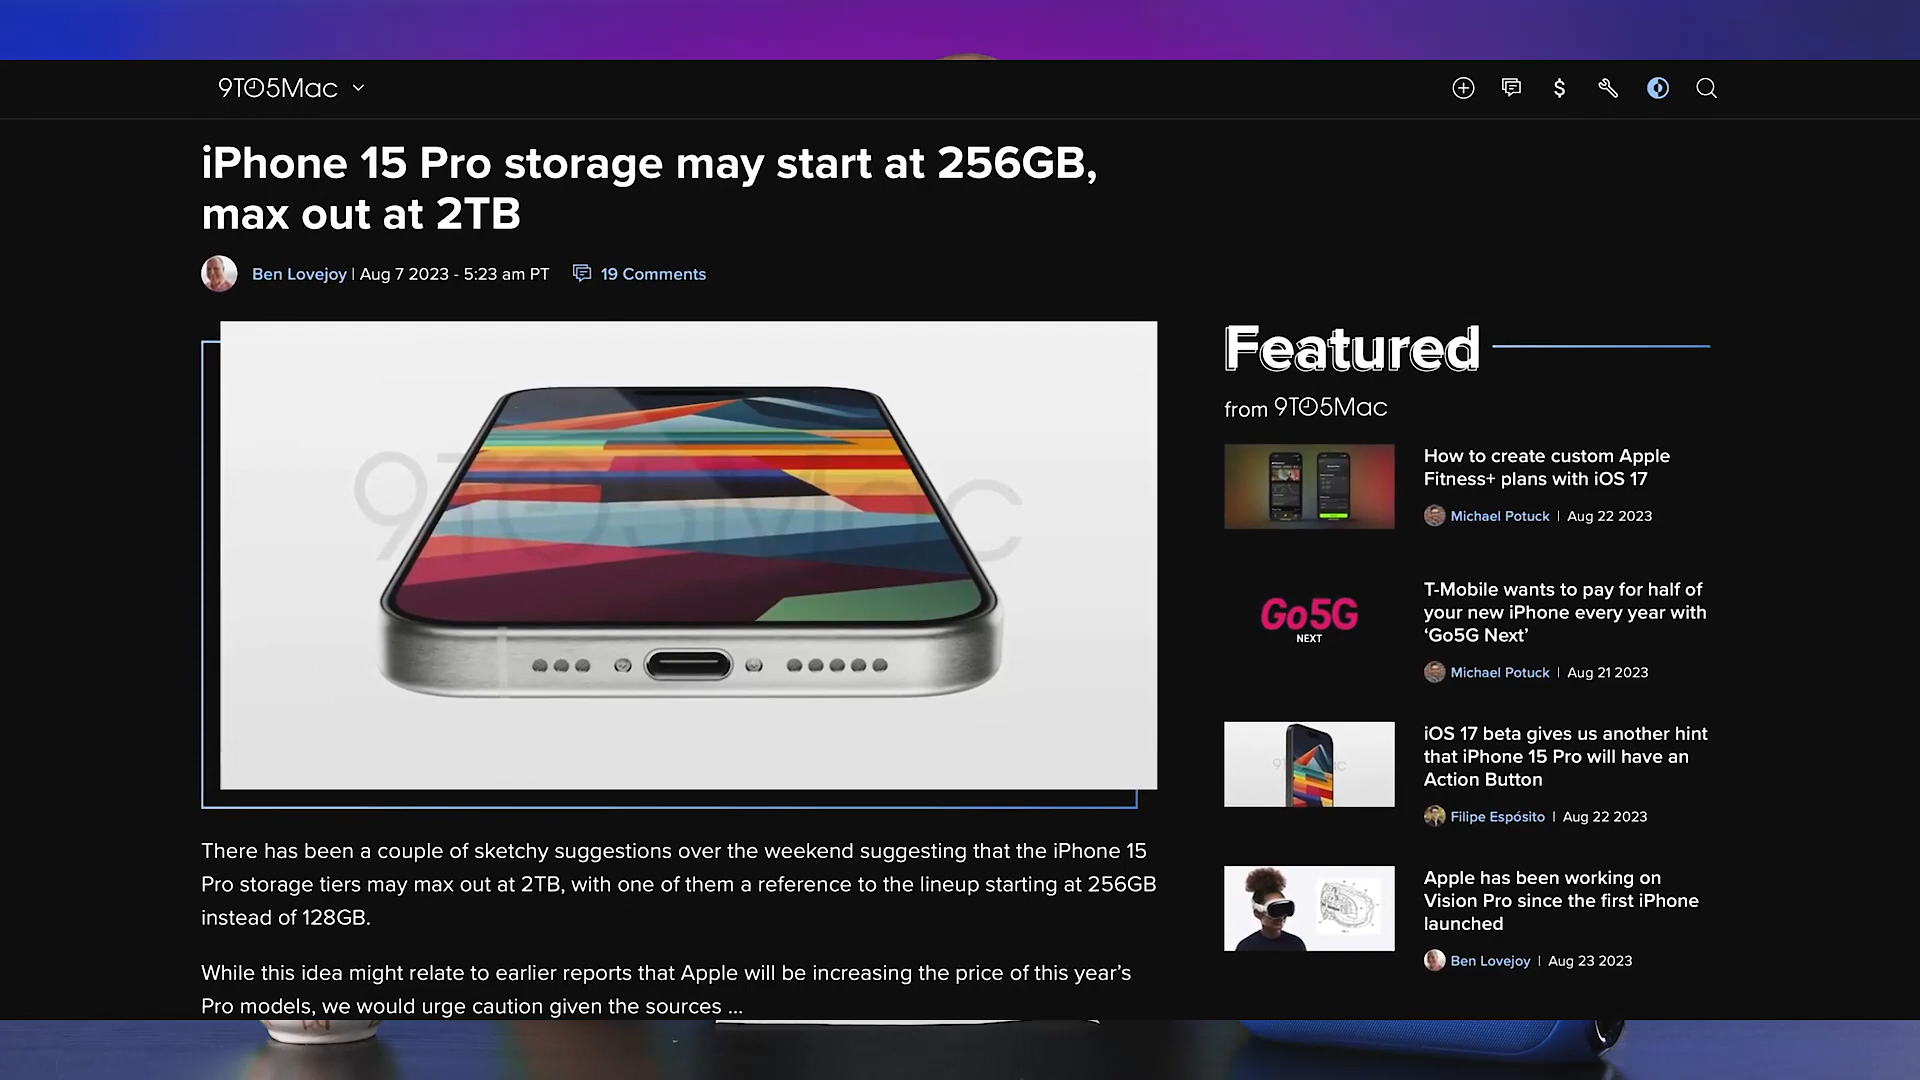 9TO5Mac
iPhone 15 Pro storage may start at 256GB,
max out at 2TB
Ben Lovejoy | Aug 7 2023 - 5:23 am PT 19 Comments
9TO5Mac
There has been a couple of sketchy suggestions over the weekend suggesting that the iPhone 15
Pro storage tiers may max out at 2TB, with one of them a reference to the lineup starting at 256GB
instead of 128GB.
While this idea might relate to earlier reports that Apple will be increasing the price of this year’s
Pro models, we would urge caution given the sources ...
Featured
from 9TO5Mac
How to create custom Apple
Fitness+ plans with iOS 17
Michael Potuck | Aug 22 2023
Go5G
NEXT
T-Mobile wants to pay for half of
your new iPhone every year with
‘Go5G Next’
Michael Potuck | Aug 21 2023
iOS 17 beta gives us another hint
that iPhone 15 Pro will have an
Action Button
Filipe Espósito | Aug 22 2023
Apple has been working on
Vision Pro since the first iPhone
launched
Ben Lovejoy | Aug 23 2023